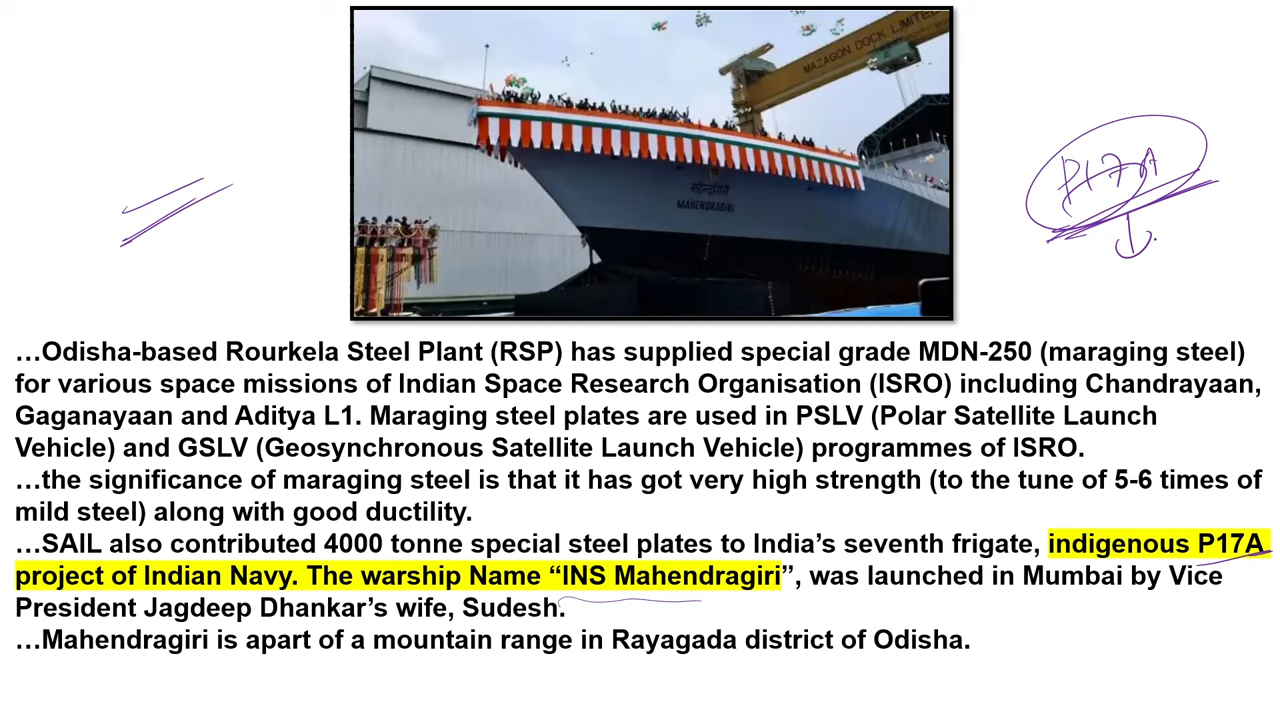 MAZAGON DOCK LIMITED
महेन्द्रगिरी
MAHENDRAGIRI
P17A
…Odisha-based Rourkela Steel Plant (RSP) has supplied special grade MDN-250 (maraging steel)
for various space missions of Indian Space Research Organisation (ISRO) including Chandrayaan,
Gaganayaan and Aditya L1. Maraging steel plates are used in PSLV (Polar Satellite Launch
Vehicle) and GSLV (Geosynchronous Satellite Launch Vehicle) programmes of ISRO.
…the significance of maraging steel is that it has got very high strength (to the tune of 5-6 times of
mild steel) along with good ductility.
…SAIL also contributed 4000 tonne special steel plates to India’s seventh frigate, indigenous P17A
project of Indian Navy. The warship Name “INS Mahendragiri”, was launched in Mumbai by Vice
President Jagdeep Dhankar’s wife, Sudesh.
…Mahendragiri is apart of a mountain range in Rayagada district of Odisha.